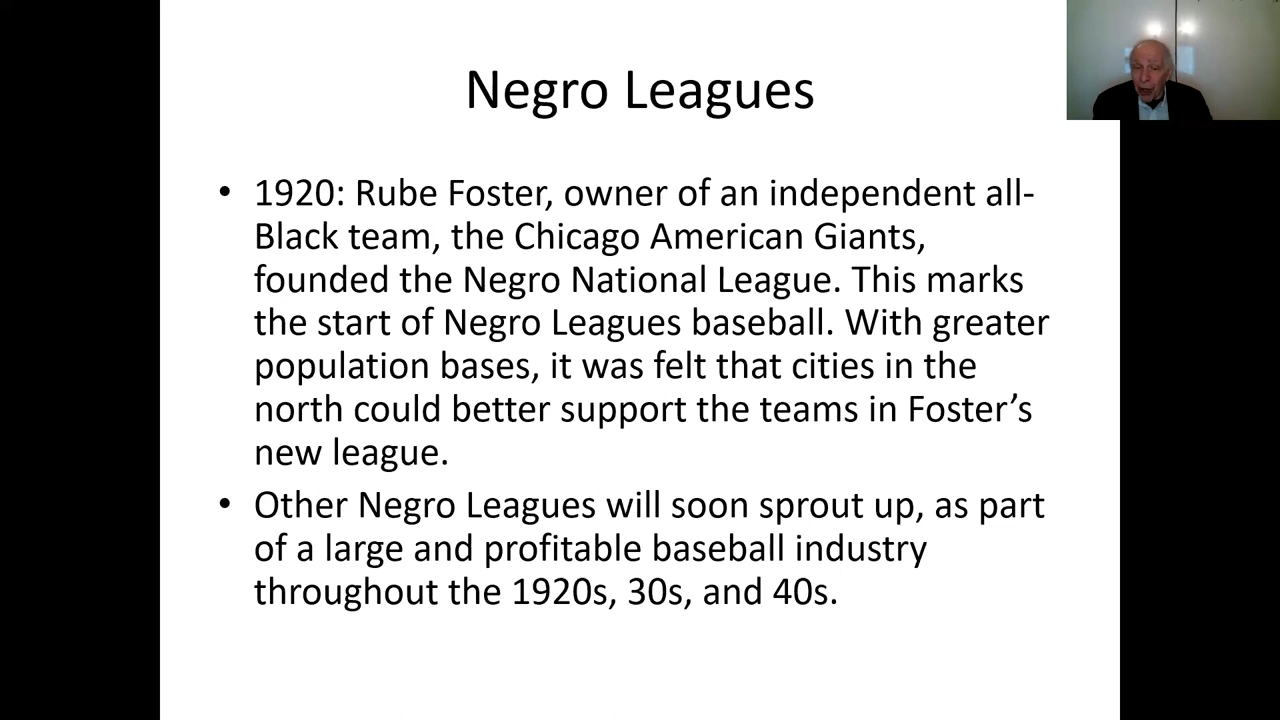 Negro Leagues
• 1920: Rube Foster, owner of an independent all-
Black team, the Chicago American Giants,
founded the Negro National League. This marks
the start of Negro Leagues baseball. With greater
population bases, it was felt that cities in the
north could better support the teams in Foster’s
new league.
• Other Negro Leagues will soon sprout up, as part
of a large and profitable baseball industry
throughout the 1920s, 30s, and 40s.